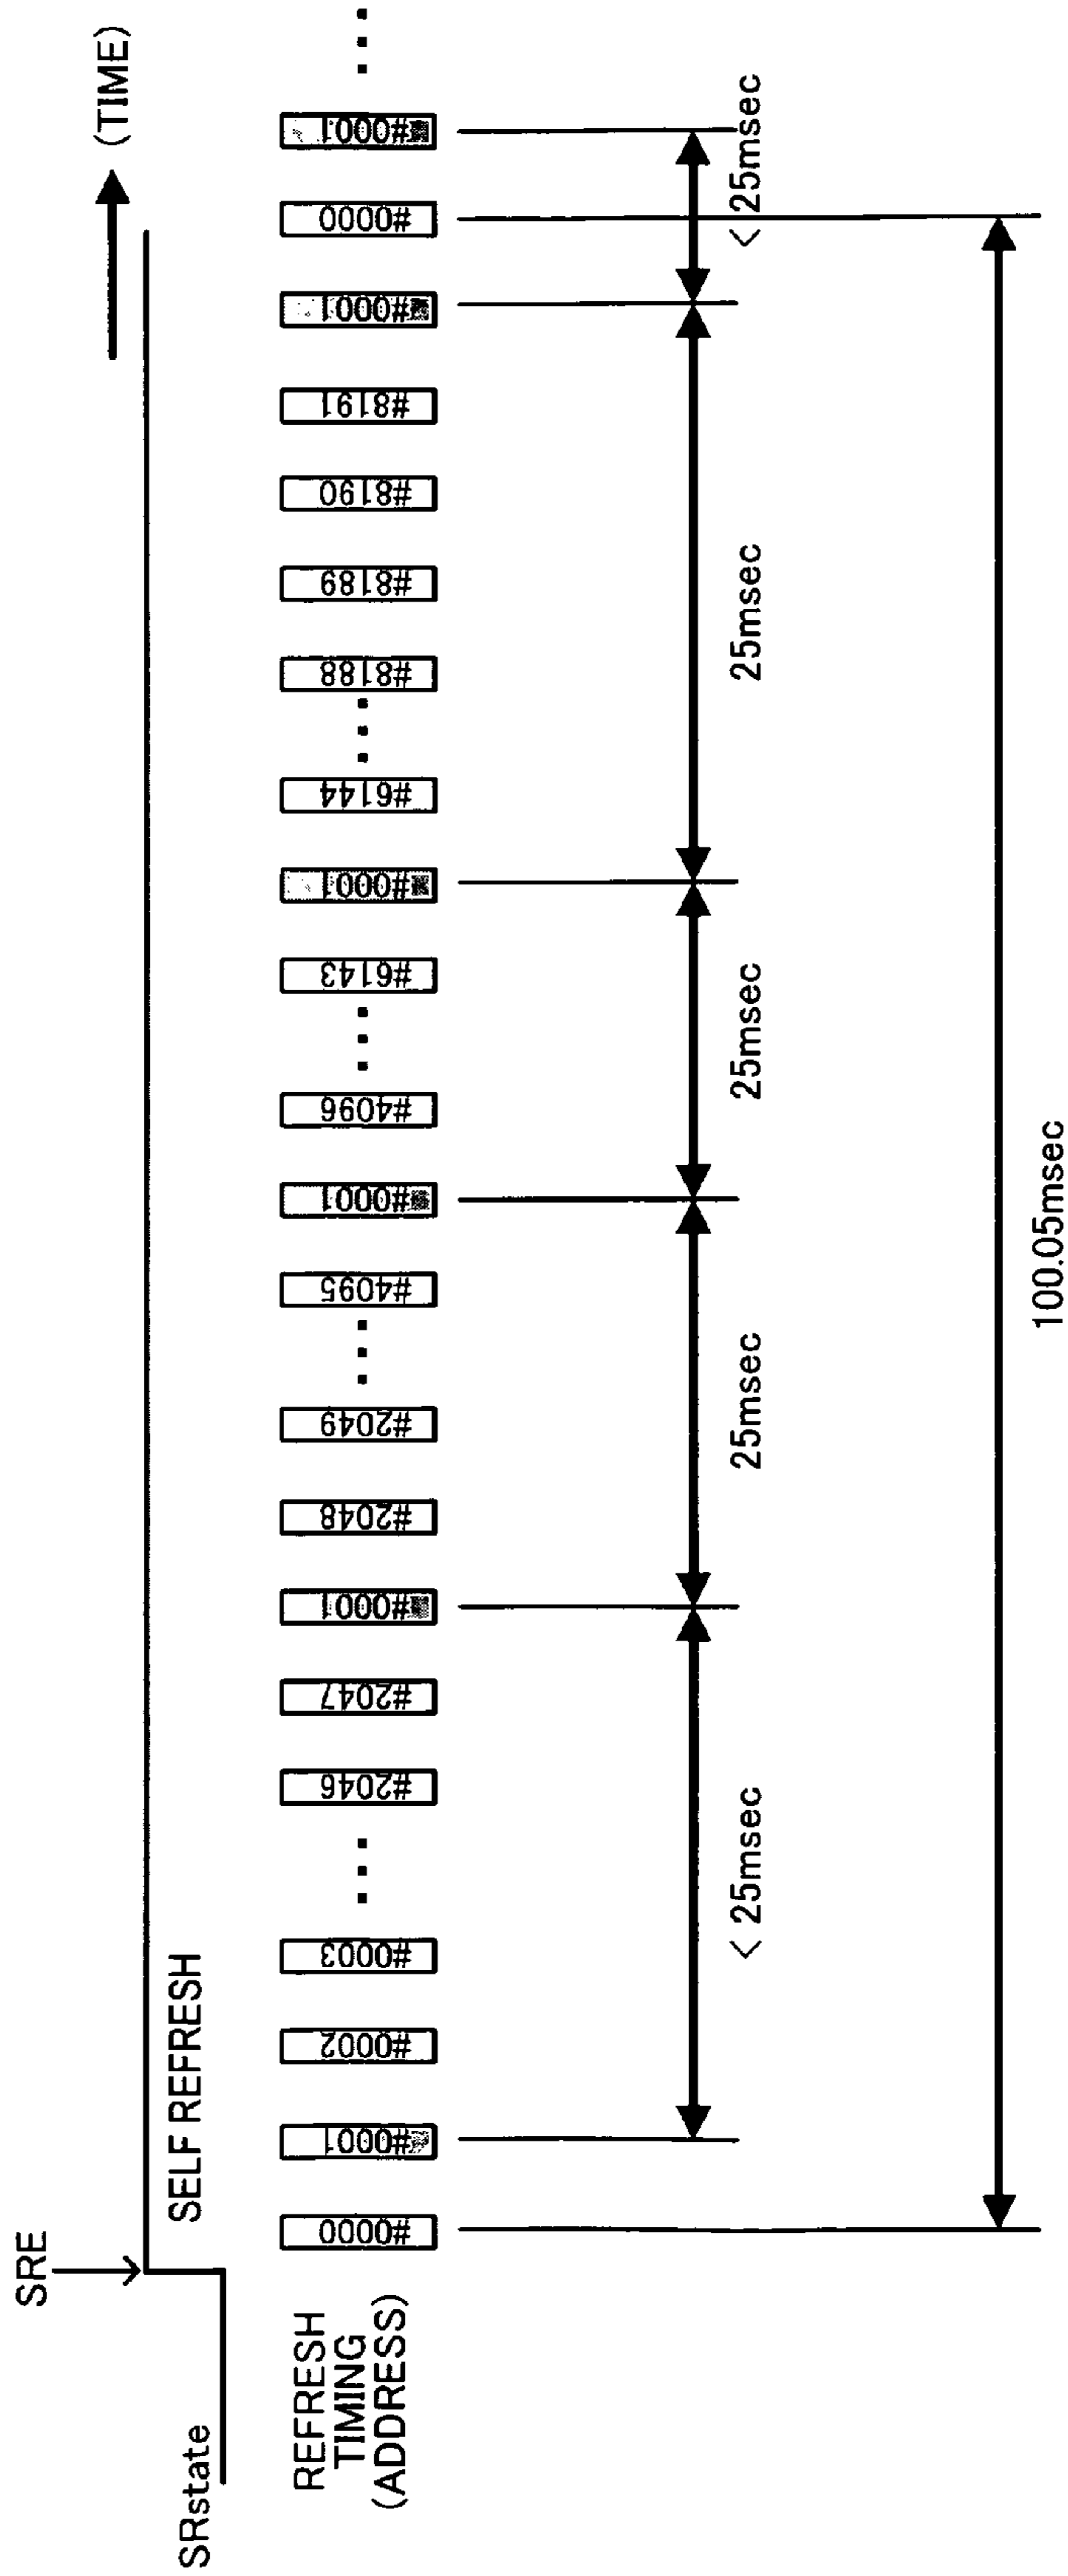 SRE
(TIME)
SRstate
SELF REFRESH
REFRESH
TIMING
(ADDRESS)
#0000 #0001 #0002 #0003 ... #2046 #2047 #0001 #2048 #2049 ... #4095 #0001 #4096 ... #6143 #0001 #6144 ... #8188 #8189 #8190 #8191 #0001 #0000 #0001 ...
< 25msec 25msec 25msec 25msec < 25msec
100.05msec